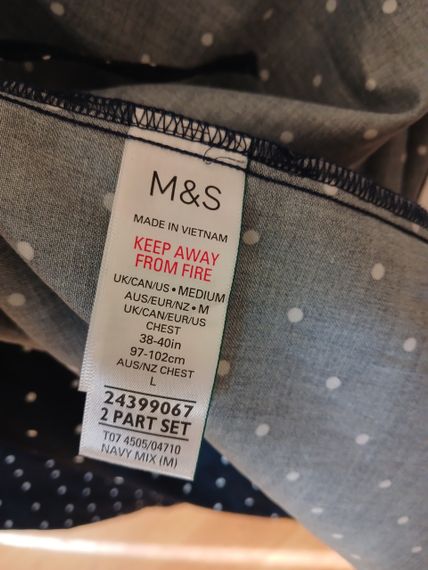 M&S
MADE IN VIETNAM
KEEP AWAY
FROM FIRE
UK/CAN/US • MEDIUM
AUS/EUR/NZ • M
UK/CAN/EUR/US
CHEST
38-40in
97-102cm
AUS/NZ CHEST
L
24399067
2 PART SET
T07 4505/04710
NAVY MIX (M)